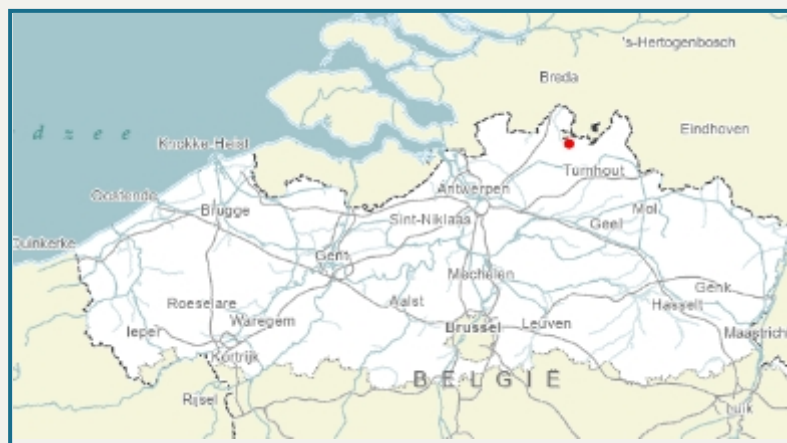 's-Hertogenbosch
Breda
d z e e
Eindhoven
Knokke-Heist
Turnhout
Antwerpen
Oostende
Mol
Brugge
Sint-Niklaas
Geel
Duinkerke
Gent
Mechelen
Genk
Roeselare
Aalst
Hasselt
Waregem
Ieper
Brussel
Leuven
Maastrich
Kortrijk
BELGIË
Rijsel
Luik